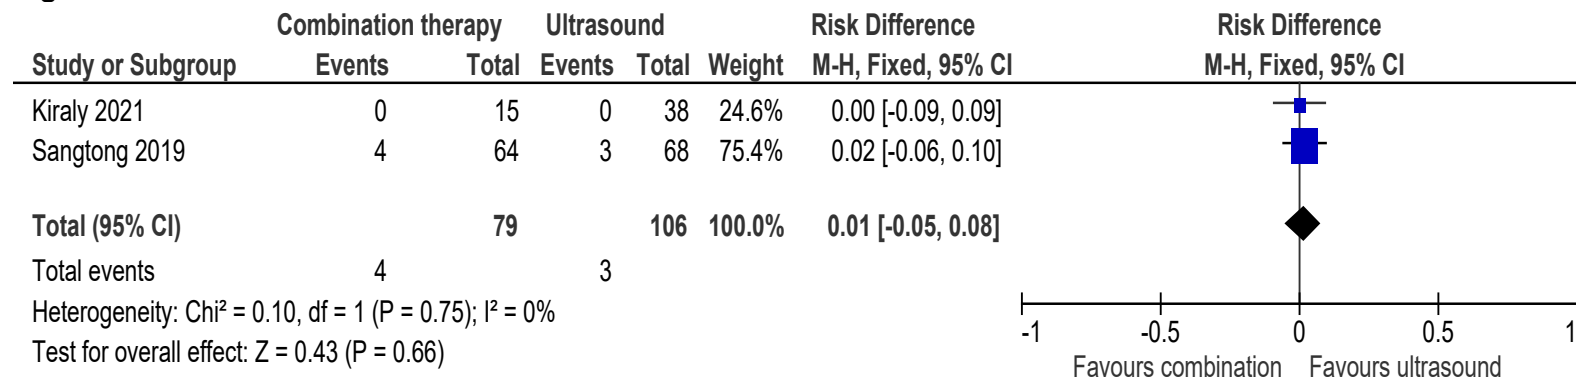 Combination therapy Ultrasound Risk Difference Risk Difference
Study or Subgroup Events Total Events Total Weight M-H, Fixed, 95% CI M-H, Fixed, 95% CI
Kiraly 2021 0 15 0 38 24.6% 0.00 [-0.09, 0.09]
Sangtong 2019 4 64 3 68 75.4% 0.02 [-0.06, 0.10]
Total (95% CI) 79 106 100.0% 0.01 [-0.05, 0.08]
Total events 4 3
Heterogeneity: Chi² = 0.10, df = 1 (P = 0.75); I² = 0%
Test for overall effect: Z = 0.43 (P = 0.66)
-1 -0.5 0 0.5 1
Favours combination Favours ultrasound